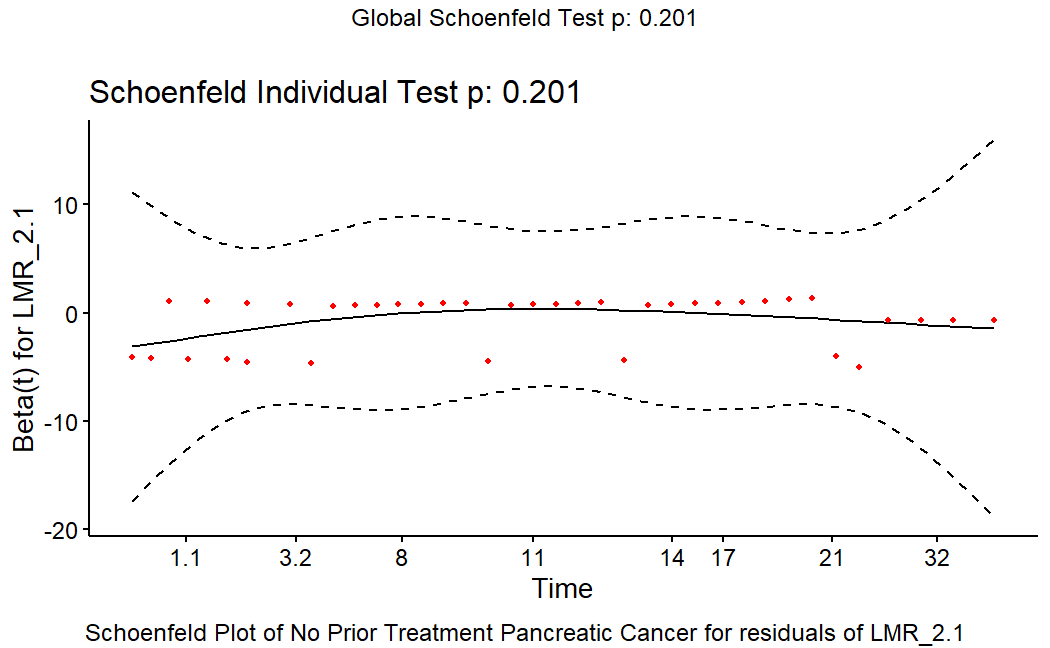 Global Schoenfeld Test p: 0.201
Schoenfeld Individual Test p: 0.201
Beta(t) for LMR_2.1
10
0
-10
-20
1.1 3.2 8 11 14 17 21 32
Time
Schoenfeld Plot of No Prior Treatment Pancreatic Cancer for residuals of LMR_2.1